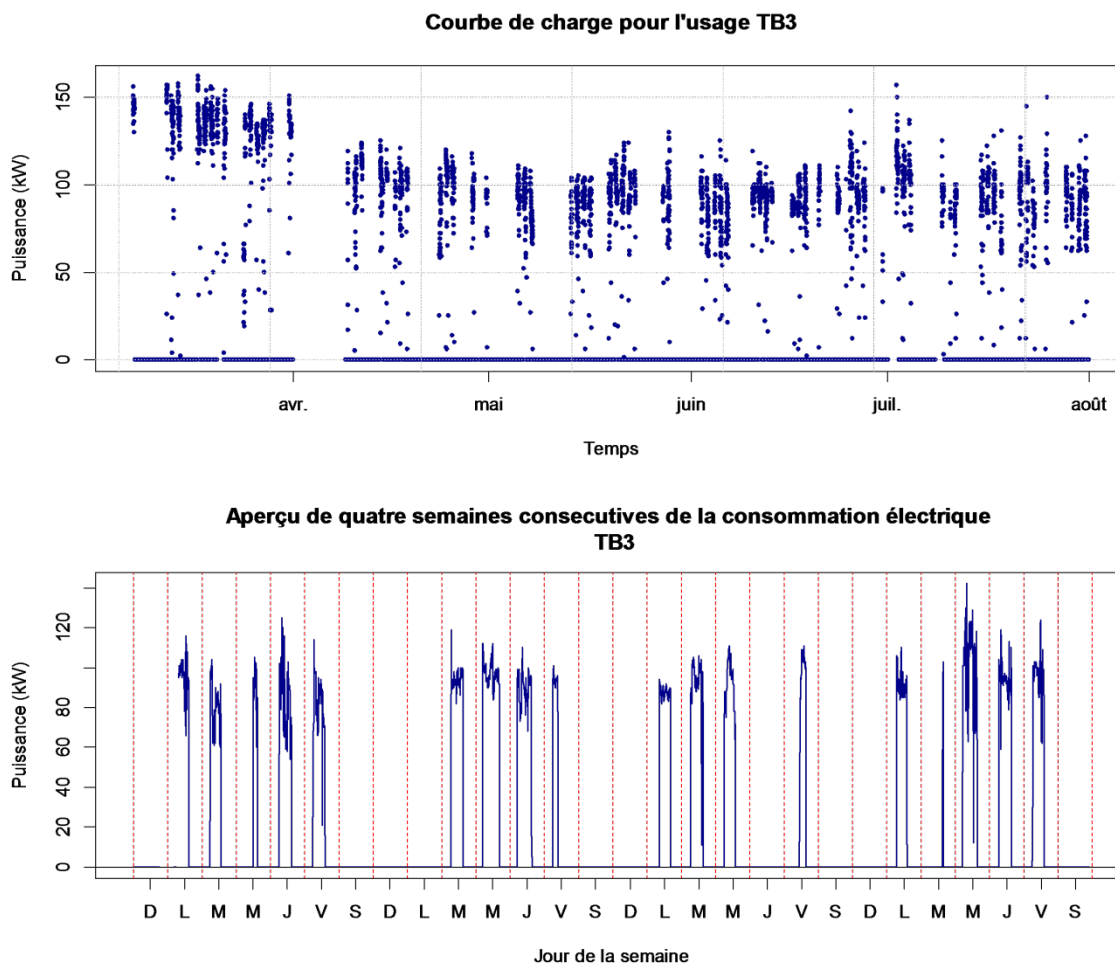 Courbe de charge pour l'usage TB3
Puissance (kW)
150
100
50
0
avr.
mai
juin
juil.
août
Temps
Aperçu de quatre semaines consecutives de la consommation électrique
TB3
Puissance (kW)
120
80
60
40
20
0
D L M M J V S D L M M J V S D L M M J V S D L M M J V S
Jour de la semaine